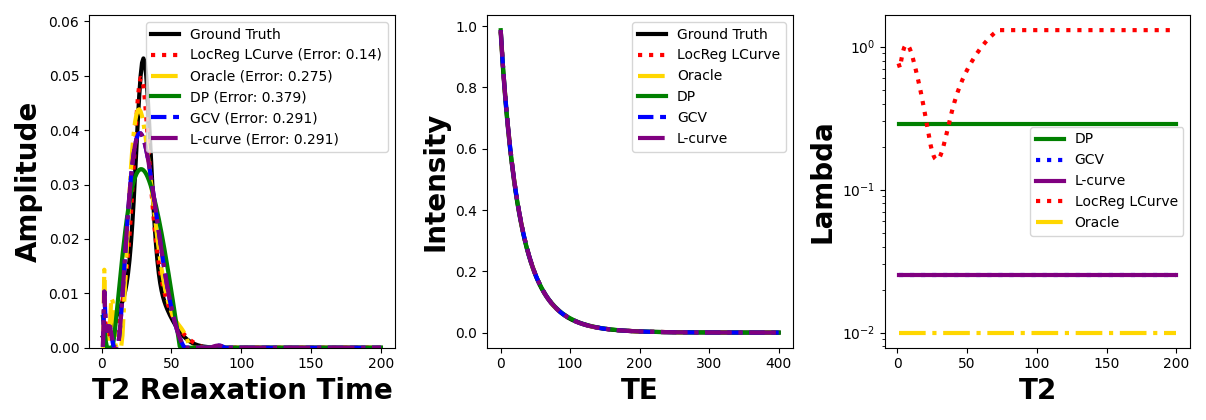 0.06
0.05
0.04
0.03
0.02
0.01
0.00
0
50
100
150
200
Amplitude
T2 Relaxation Time
Ground Truth
LocReg LCurve (Error: 0.14)
Oracle (Error: 0.275)
DP (Error: 0.379)
GCV (Error: 0.291)
L-curve (Error: 0.291)
1.0
0.8
0.6
0.4
0.2
0.0
0
100
200
300
400
Intensity
TE
Ground Truth
LocReg LCurve
Oracle
DP
GCV
L-curve
10⁰
10⁻¹
10⁻²
0
50
100
150
200
Lambda
T2
DP
GCV
L-curve
LocReg LCurve
Oracle